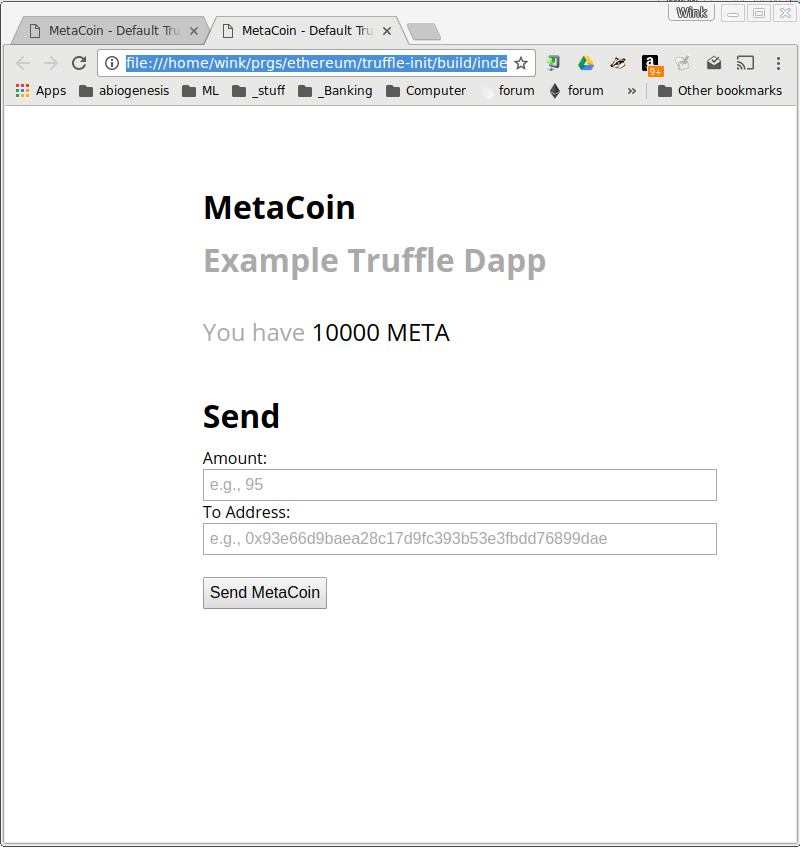 Wink
MetaCoin - Default Tru
MetaCoin - Default Tru
file:///home/wink/prgs/ethereum/truffle-init/build/inde
9+
Apps abiogenesis ML _stuff _Banking Computer forum forum » Other bookmarks
MetaCoin
Example Truffle Dapp
You have 10000 META
Send
Amount:
e.g., 95
To Address:
e.g., 0x93e66d9baea28c17d9fc393b53e3fbdd76899dae
Send MetaCoin